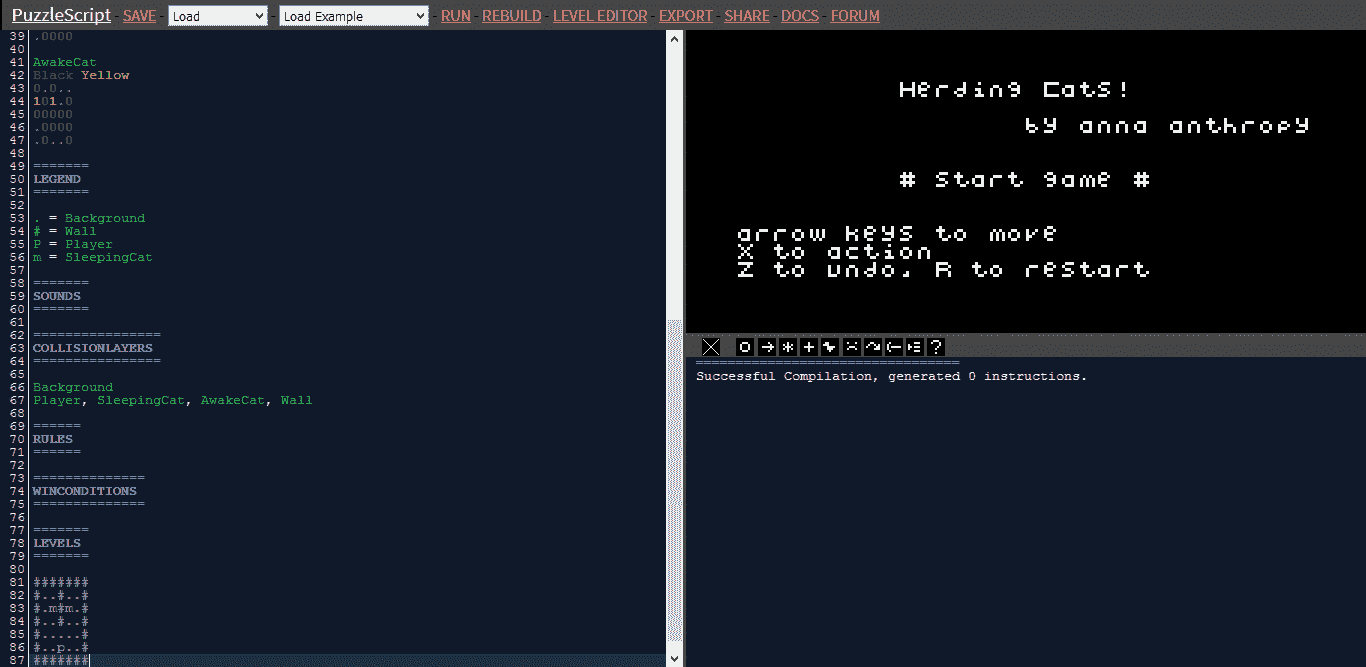 PuzzleScript - SAVE - Load - Load Example - RUN - REBUILD - LEVEL EDITOR - EXPORT - SHARE - DOCS - FORUM
39 .0000
40
41 AwakeCat
42 Black Yellow
43 0.0..
44 101.0
45 00000
46 .0000
47 .0..0
48
49 =======
50 LEGEND
51 =======
52
53 . = Background
54 # = Wall
55 P = Player
56 m = SleepingCat
57
58 =======
59 SOUNDS
60 =======
61
62 ================
63 COLLISIONLAYERS
64 ================
65
66 Background
67 Player, SleepingCat, AwakeCat, Wall
68
69 ======
70 RULES
71 ======
72
73 ==============
74 WINCONDITIONS
75 ==============
76
77 =======
78 LEVELS
79 =======
80
81 #######
82 #..#..#
83 #.m#m.#
84 #..#..#
85 #.....#
86 #..p..#
87 #######
Herding Cats!
by anna anthropy
# start game #
arrow keys to move
X to action
Z to undo, R to restart
=================================
Successful Compilation, generated 0 instructions.